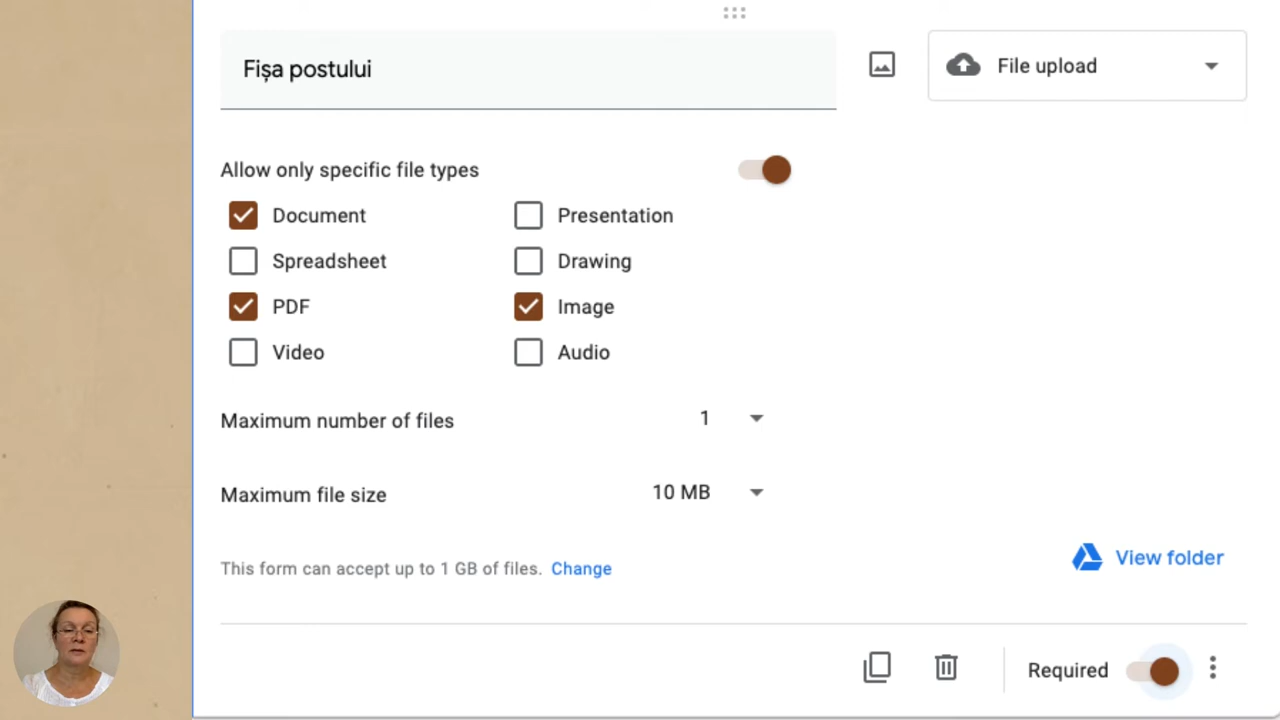 Fișa postului
File upload
Allow only specific file types
Document
Presentation
Spreadsheet
Drawing
PDF
Image
Video
Audio
Maximum number of files
1
Maximum file size
10 MB
This form can accept up to 1 GB of files. Change
View folder
Required